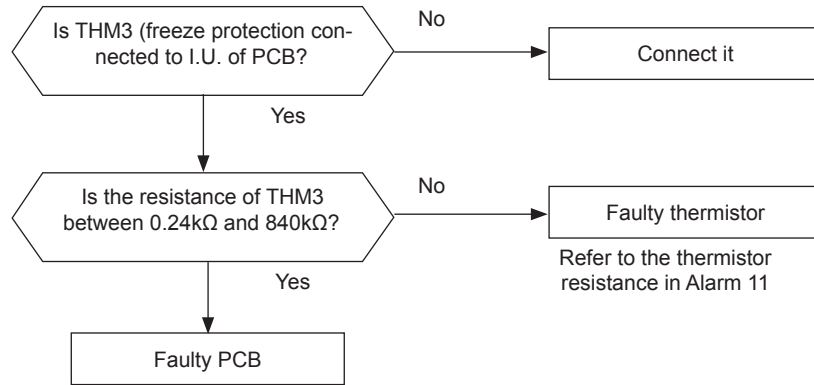 Is THM3 (freeze protection con-
nected to I.U. of PCB?
No
Connect it
Yes
Is the resistance of THM3
between 0.24kΩ and 840kΩ?
No
Faulty thermistor
Refer to the thermistor
resistance in Alarm 11
Yes
Faulty PCB